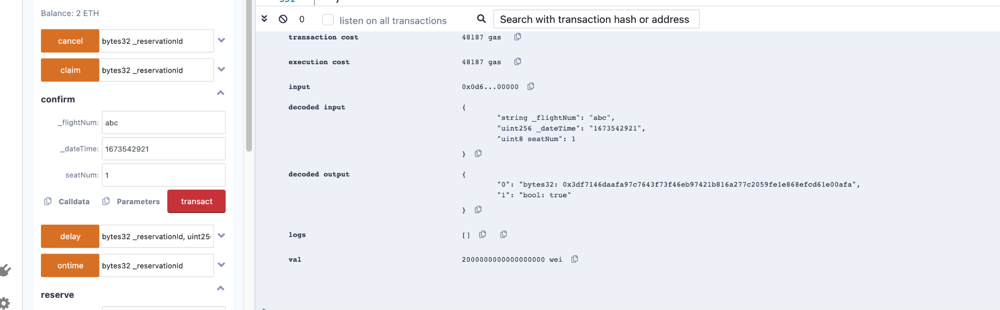 Balance: 2 ETH
cancel bytes32 _reservationId
claim bytes32 _reservationId
confirm
_flightNum: abc
_dateTime: 1673542921
seatNum: 1
Calldata Parameters transact
delay bytes32 _reservationId, uint25
ontime bytes32 _reservationId
reserve
0 listen on all transactions Search with transaction hash or address
transaction cost 48187 gas
execution cost 48187 gas
input 0x0d6...00000
decoded input {
"string _flightNum": "abc",
"uint256 _dateTime": "1673542921",
"uint8 seatNum": 1
}
decoded output {
"0": "bytes32: 0x3df7146daafa97c7643f73f46eb97421b816a277c2059fe1e868efcd61e00afa",
"1": "bool: true"
}
logs []
val 2000000000000000000 wei